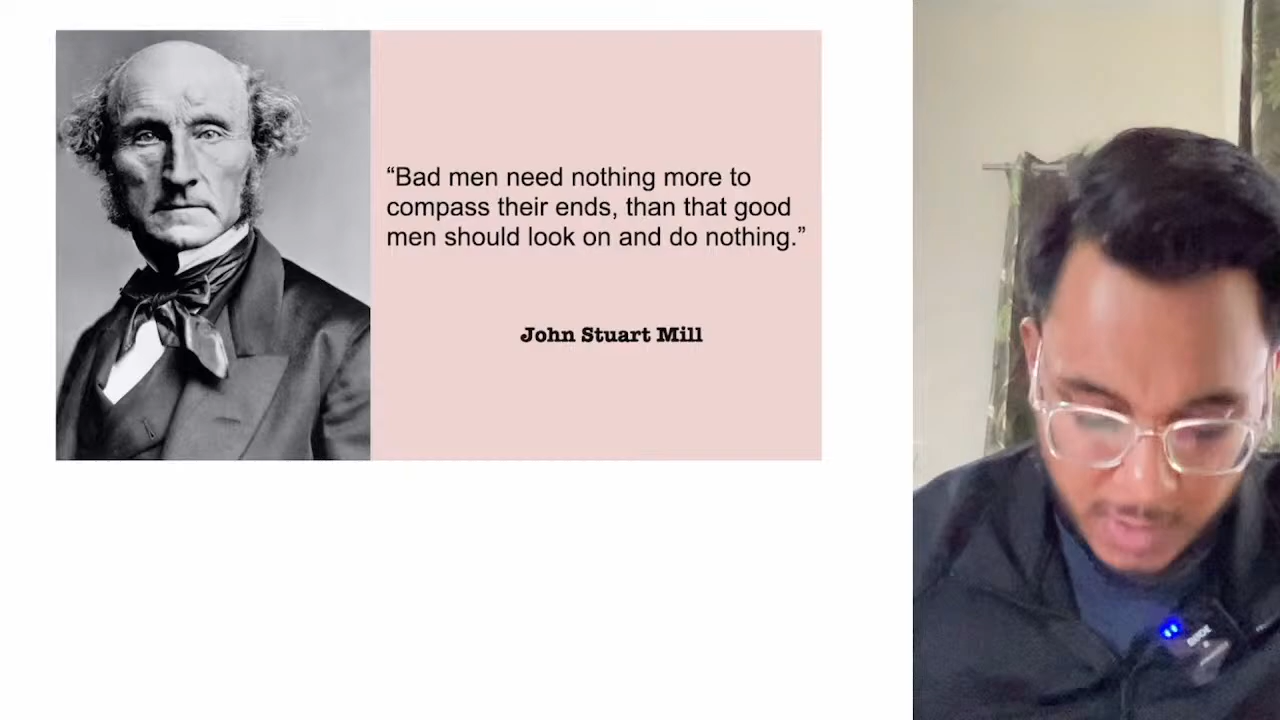 “Bad men need nothing more to
compass their ends, than that good
men should look on and do nothing.”
John Stuart Mill